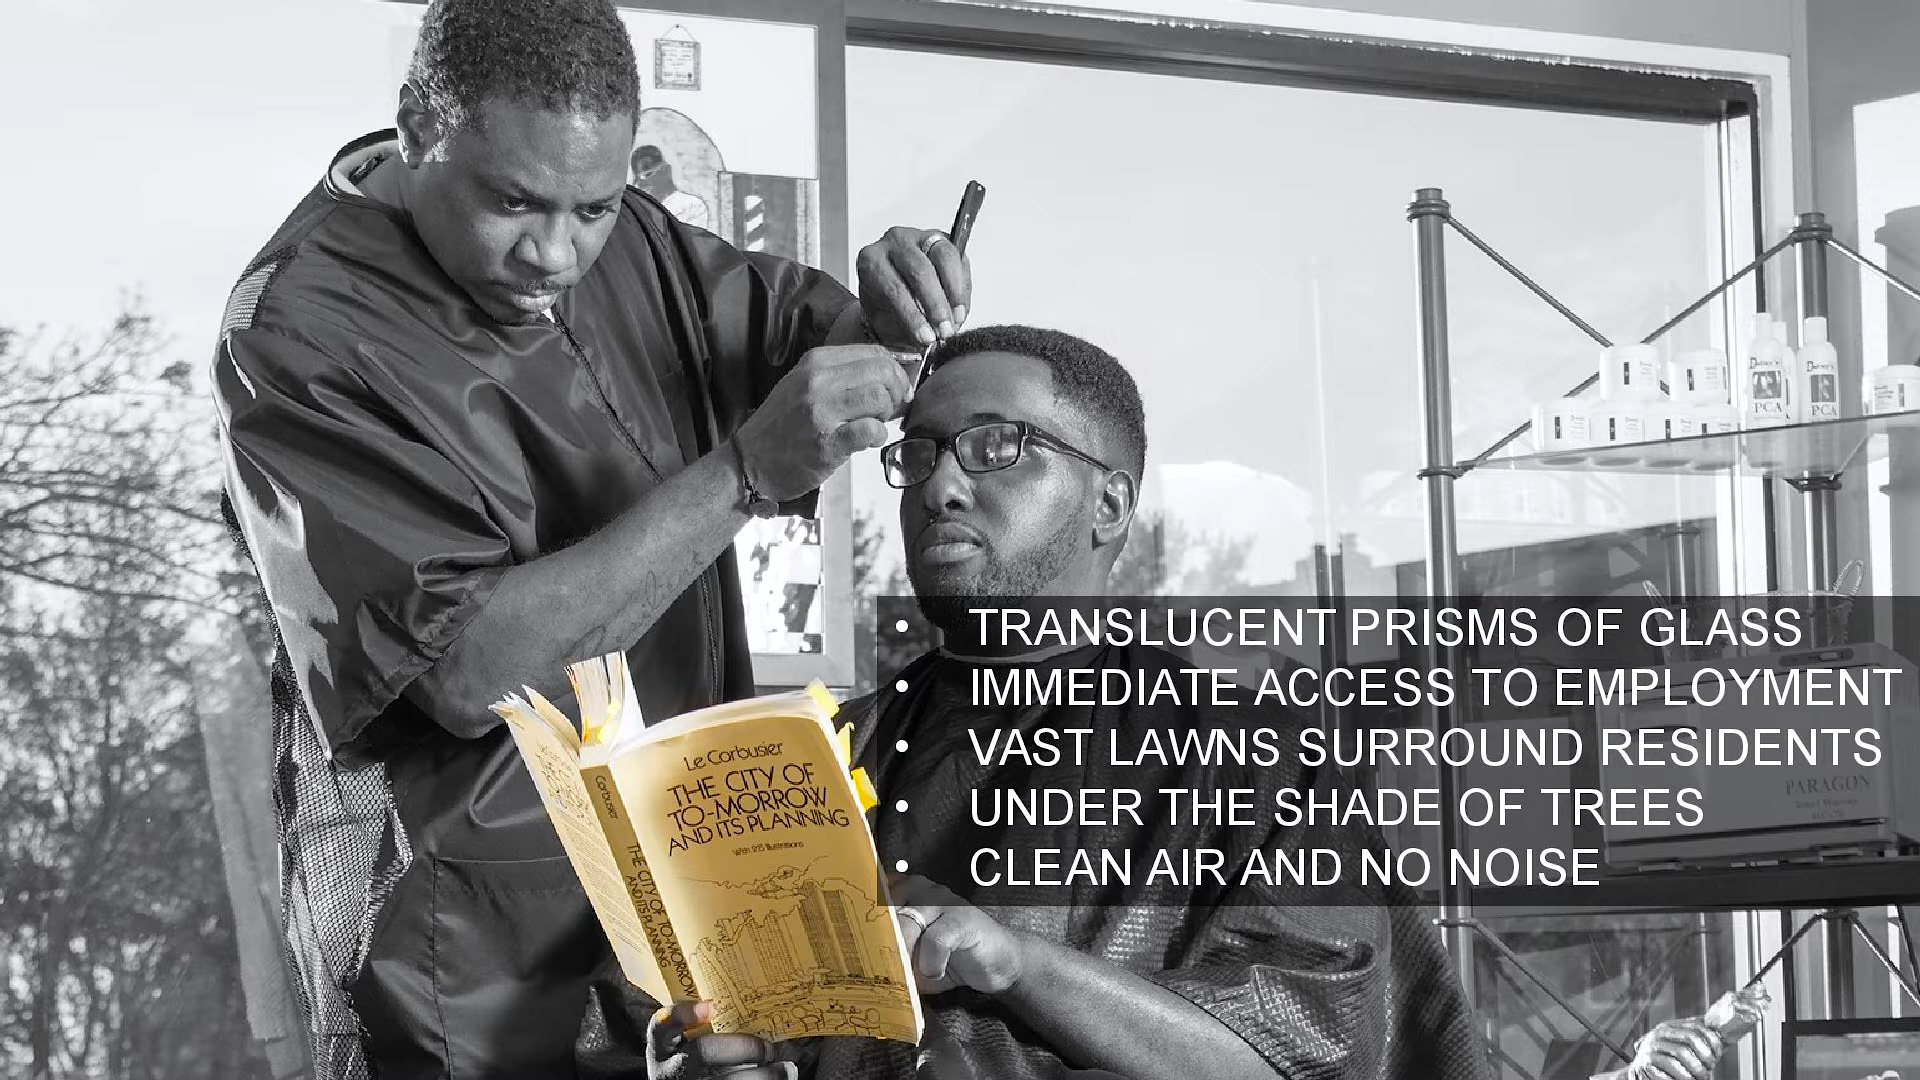 • TRANSLUCENT PRISMS OF GLASS
• IMMEDIATE ACCESS TO EMPLOYMENT
• VAST LAWNS SURROUND RESIDENTS
• UNDER THE SHADE OF TREES
• CLEAN AIR AND NO NOISE
Le Corbusier
THE CITY OF
TO-MORROW
AND ITS PLANNING
Corbusier
THE CITY OF TO-MORROW
AND ITS PLANNING
PCA
PCA
PARAGON